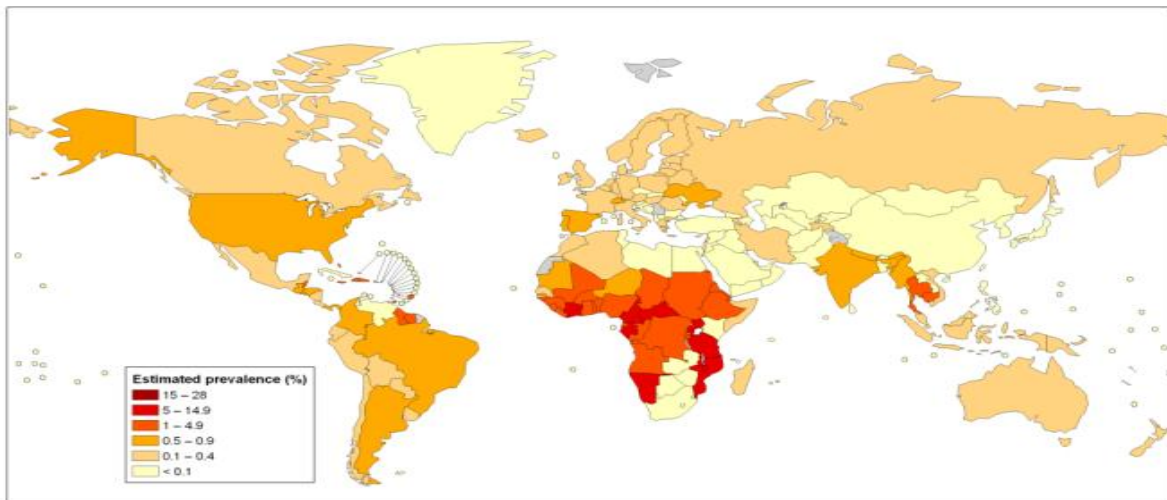 Estimated prevalence (%)
15 – 28
5 – 14.9
1 – 4.9
0.5 – 0.9
0.1 – 0.4
< 0.1